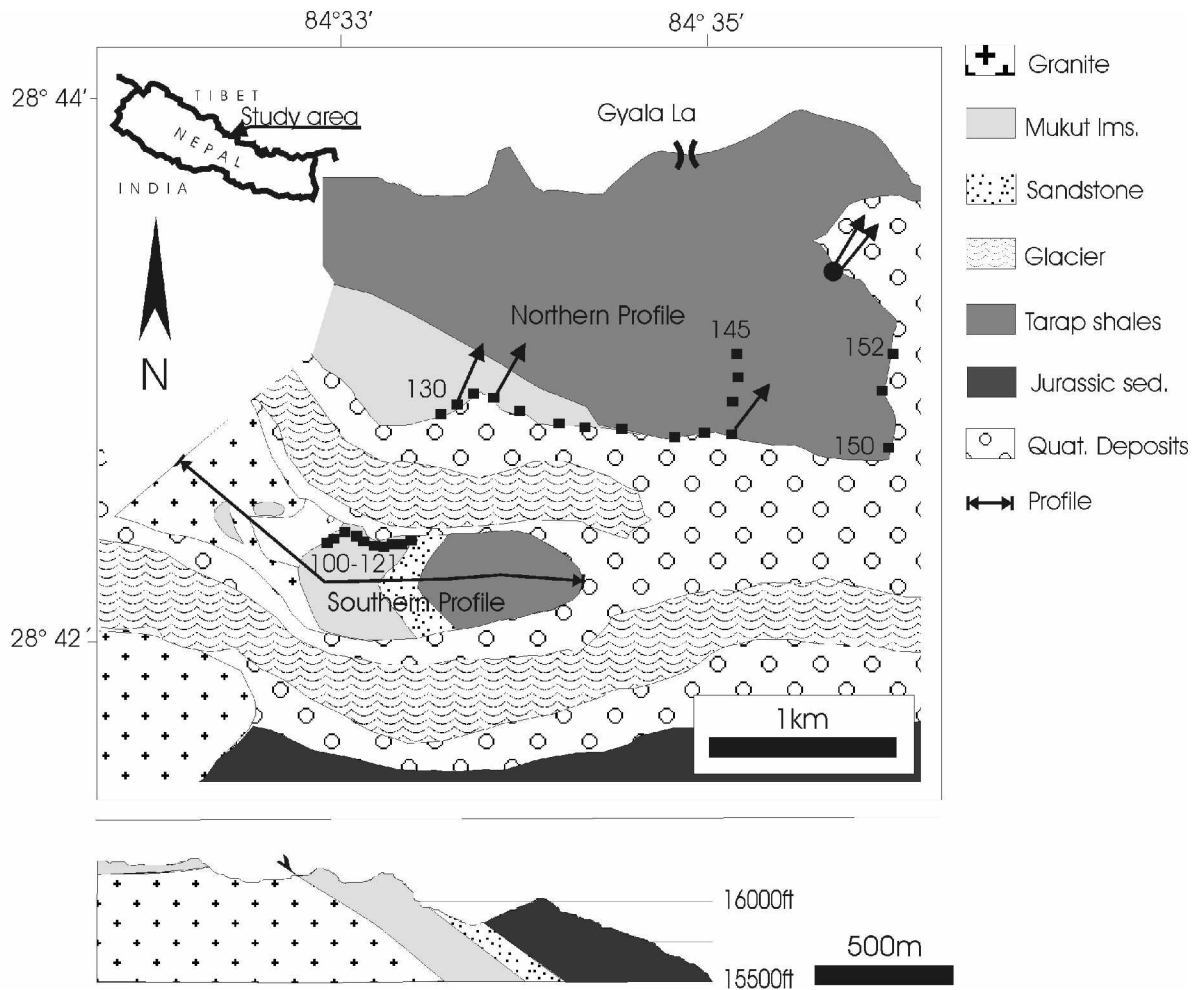 84°33'
84°35'
28° 44'
TIBET
Study area
NEPAL
INDIA
N
Gyala La
Northern Profile
145
152
130
150
100-121
Southern Profile
28° 42'
1km
Granite
Mukut lms.
Sandstone
Glacier
Tarap shales
Jurassic sed.
Quat. Deposits
Profile
16000ft
15500ft
500m